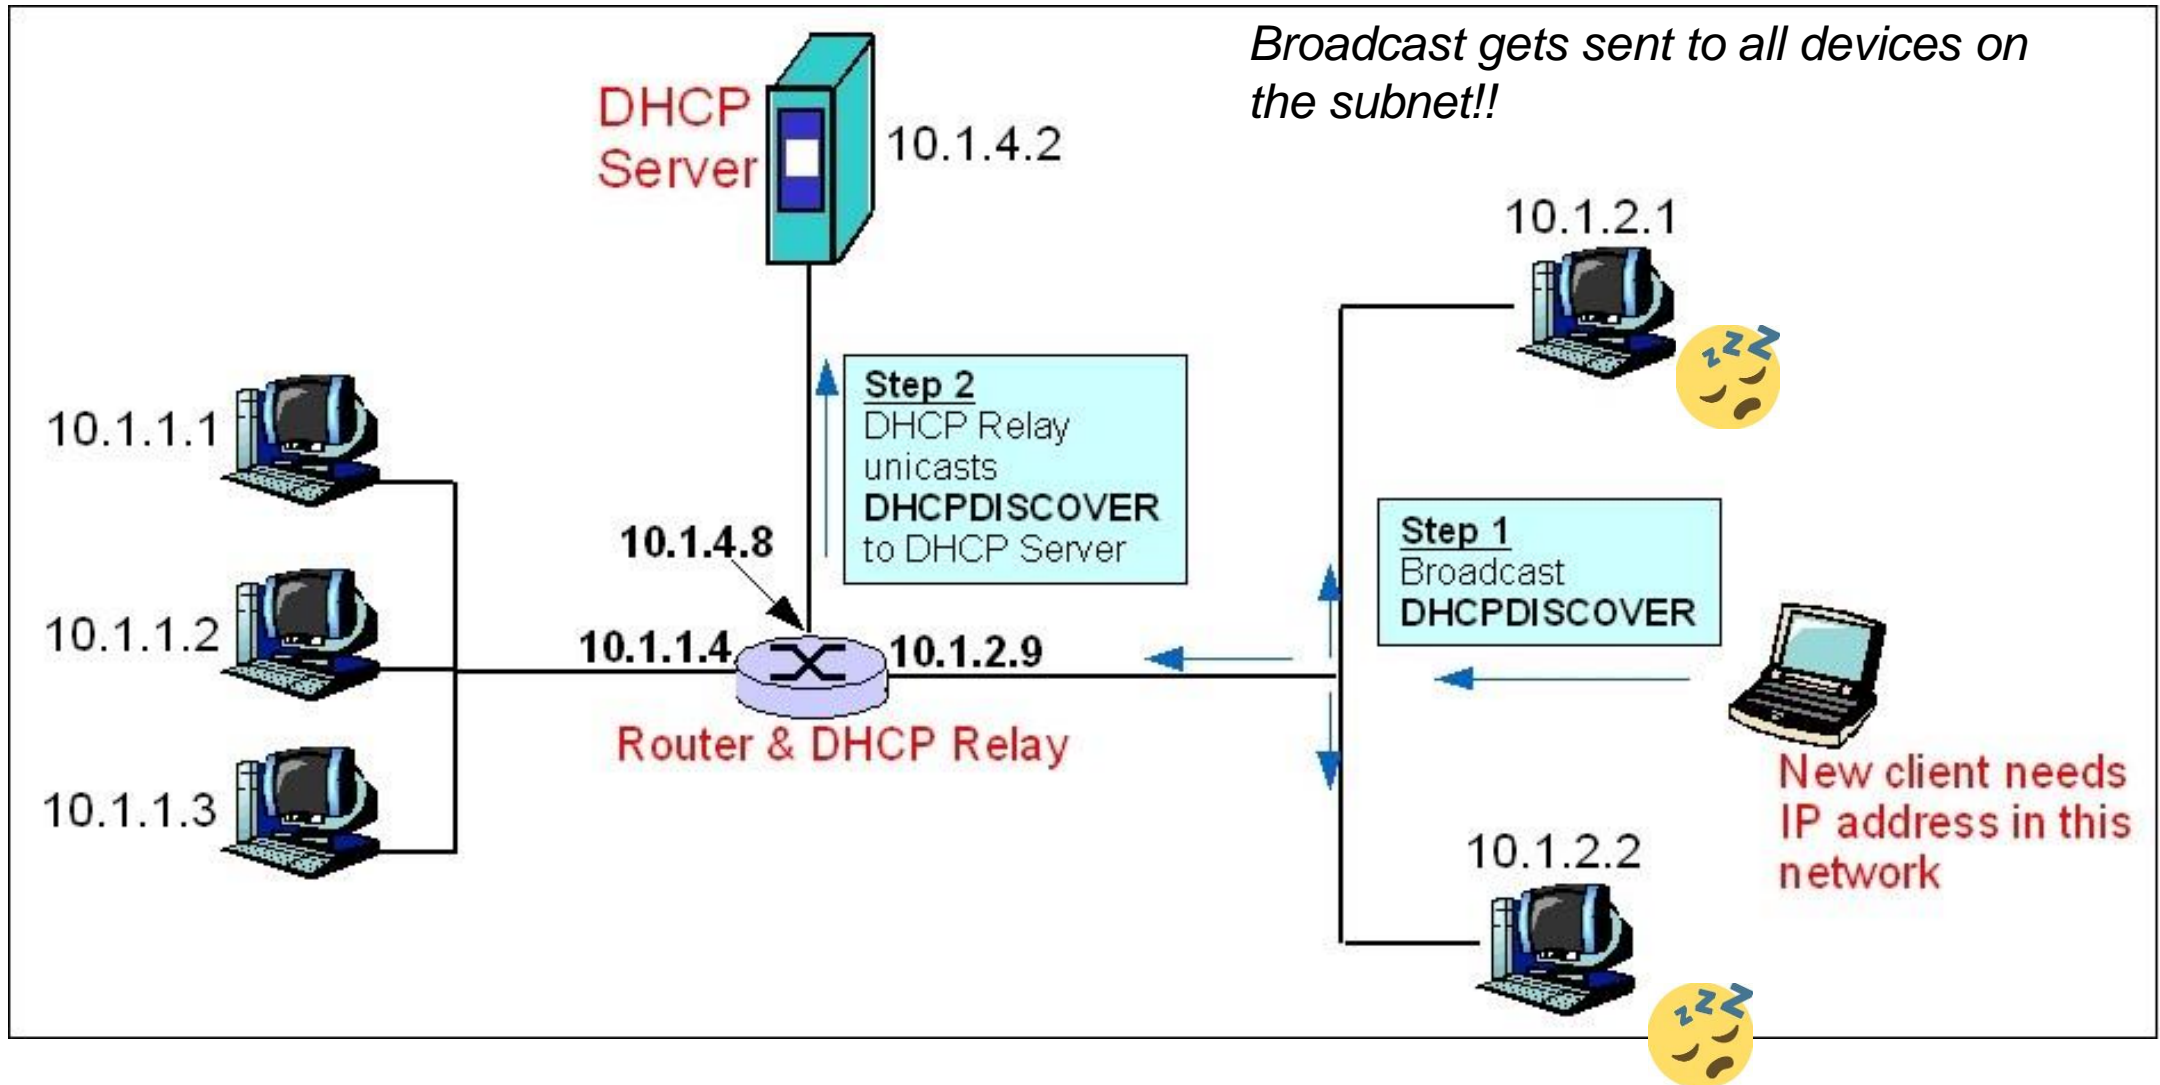 Broadcast gets sent to all devices on
the subnet!!
DHCP
Server
10.1.4.2
10.1.2.1
Step 2
DHCP Relay
unicasts
DHCPDISCOVER
to DHCP Server
10.1.1.1
10.1.4.8
Step 1
Broadcast
DHCPDISCOVER
10.1.1.2
10.1.1.4
10.1.2.9
Router & DHCP Relay
10.1.1.3
New client needs
IP address in this
network
10.1.2.2
zzz
zzz